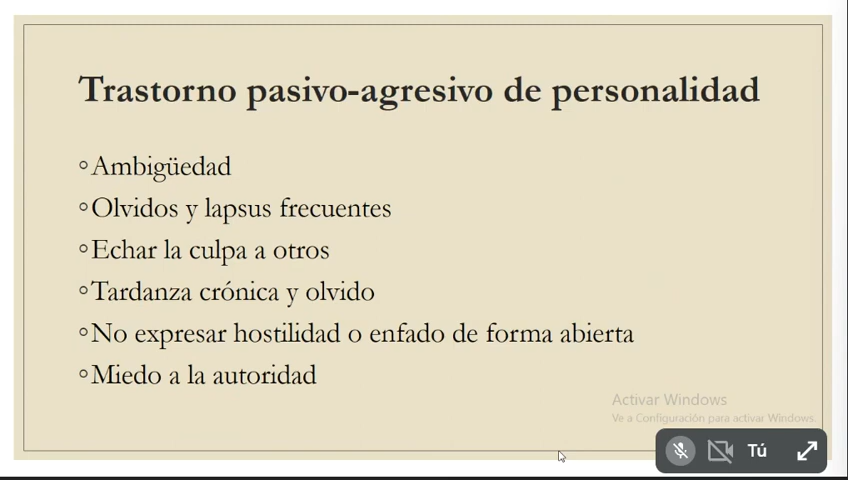 Trastorno pasivo-agresivo de personalidad
Ambigüedad
Olvidos y lapsus frecuentes
Echar la culpa a otros
Tardanza crónica y olvido
No expresar hostilidad o enfado de forma abierta
Miedo a la autoridad
Activar Windows
Ve a Configuración para activar Windows.
Tú